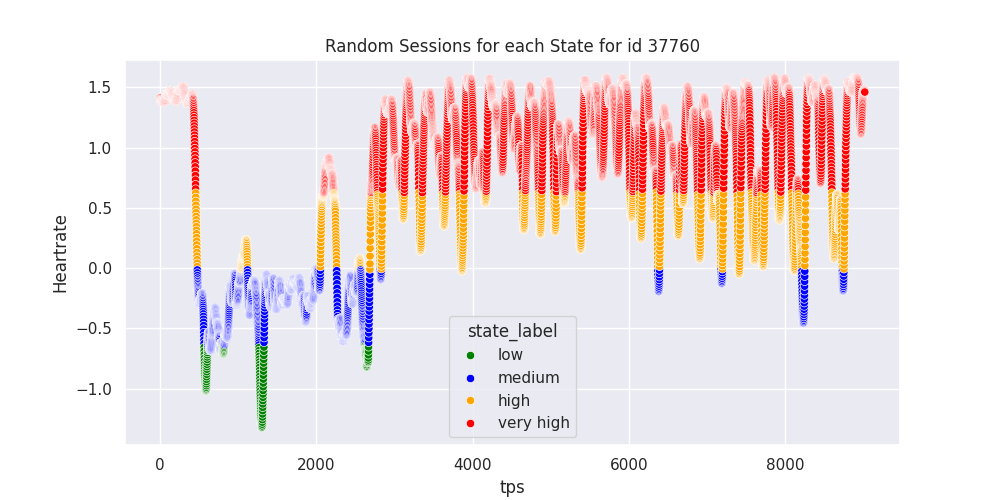 Random Sessions for each State for id 37760
Heartrate
1.5
1.0
0.5
0.0
−0.5
−1.0
state_label
low
medium
high
very high
0
2000
4000
6000
8000
tps